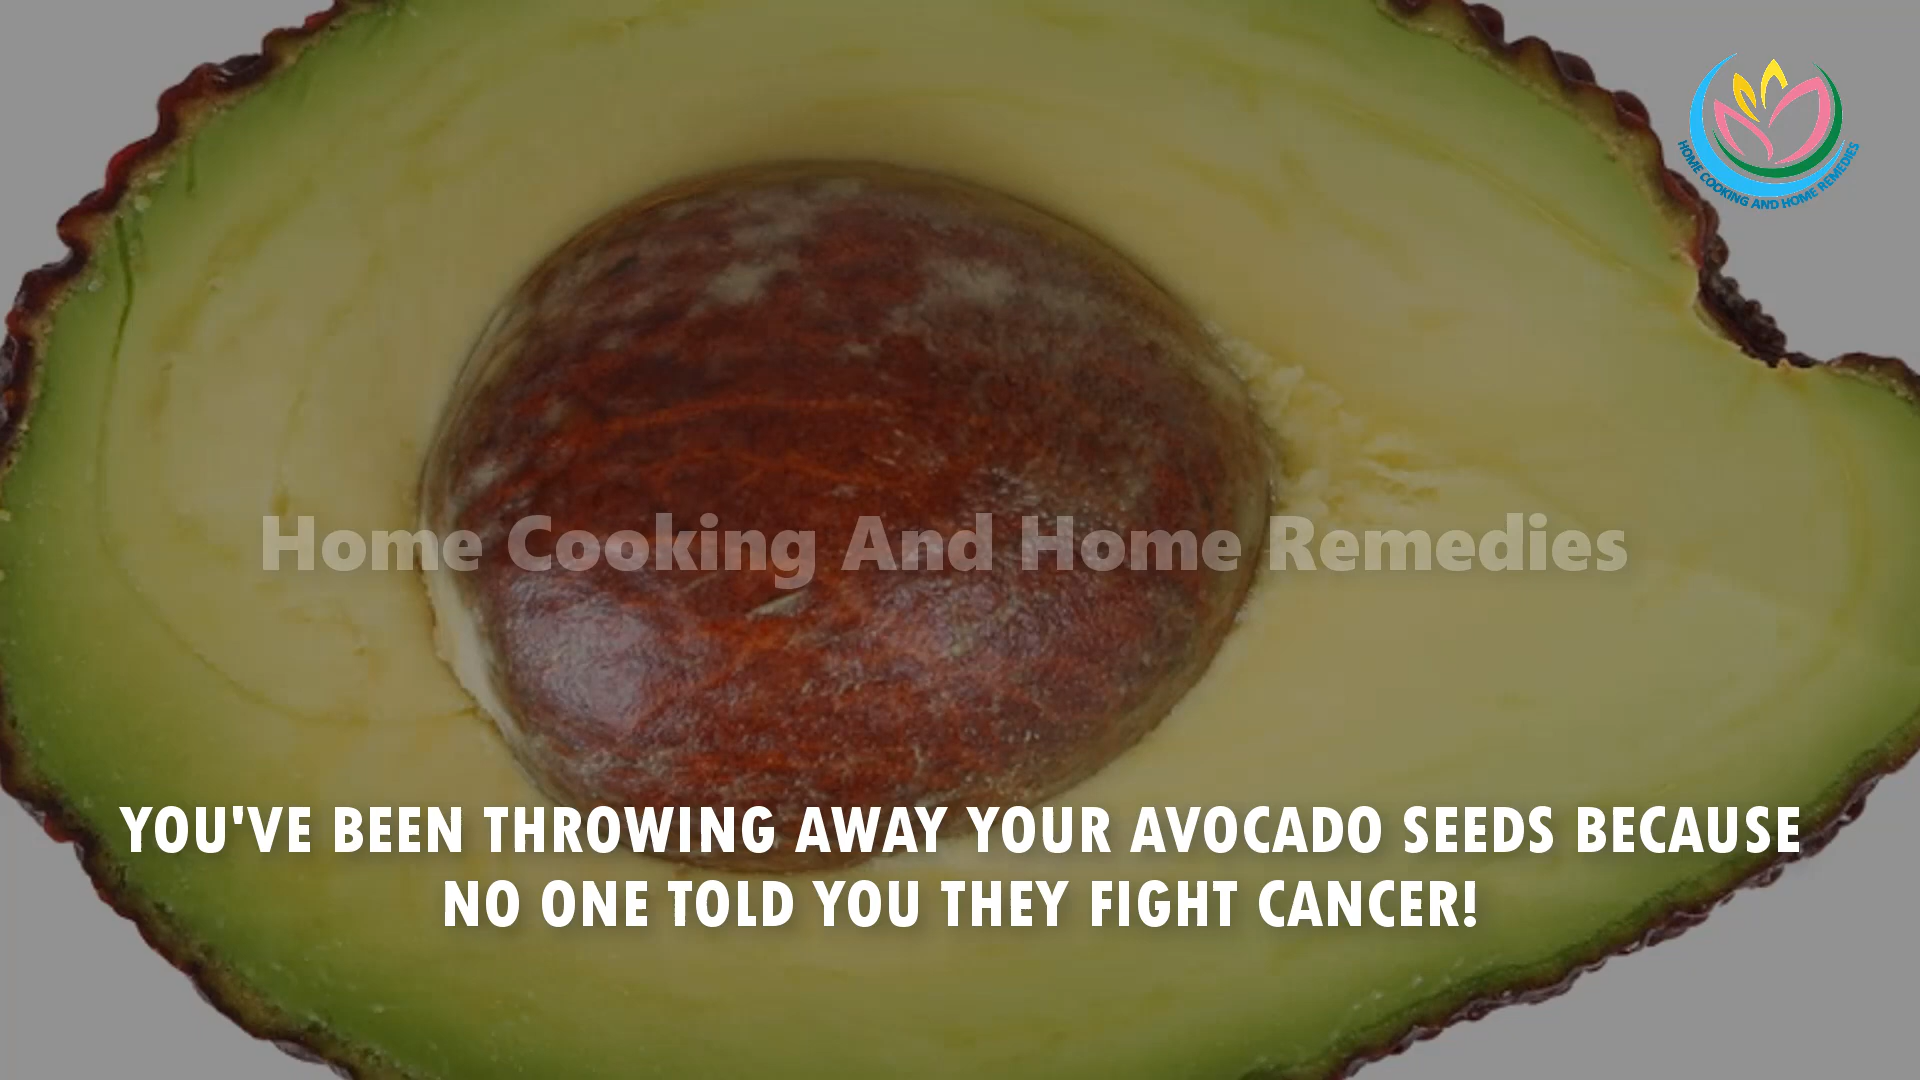 HOME COOKING AND HOME REMEDIES
Home Cooking And Home Remedies
YOU'VE BEEN THROWING AWAY YOUR AVOCADO SEEDS BECAUSE
NO ONE TOLD YOU THEY FIGHT CANCER!